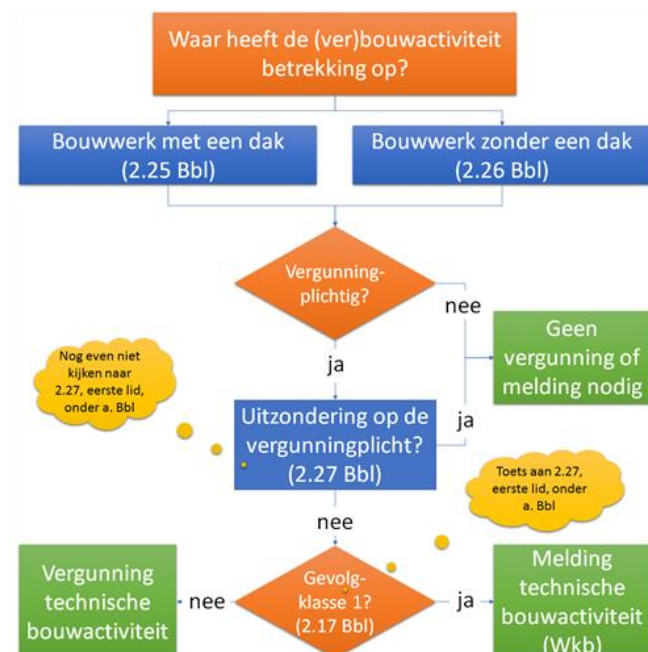 Waar heeft de (ver)bouwactiviteit
betrekking op?
Bouwwerk met een dak
(2.25 Bbl)
Bouwwerk zonder een dak
(2.26 Bbl)
Vergunning-
plichtig?
nee
Geen
vergunning of
melding nodig
Nog even niet
kijken naar
2.27, eerste lid,
onder a. Bbl
ja
Uitzondering op de
vergunningplicht?
(2.27 Bbl)
ja
Toets aan 2.27,
eerste lid, onder
a. Bbl
nee
Vergunning
technische
bouwactiviteit
nee
Gevolg-
klasse 1?
(2.17 Bbl)
ja
Melding
technische
bouwactiviteit
(Wkb)